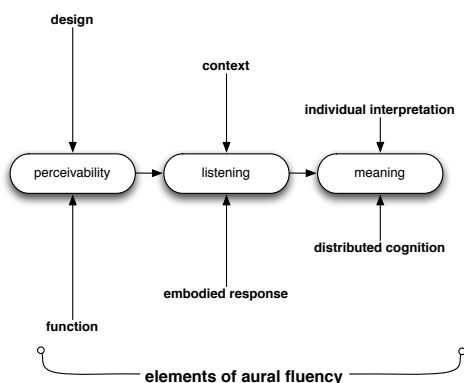 design
context
individual interpretation
perceivability
listening
meaning
distributed cognition
embodied response
function
elements of aural fluency